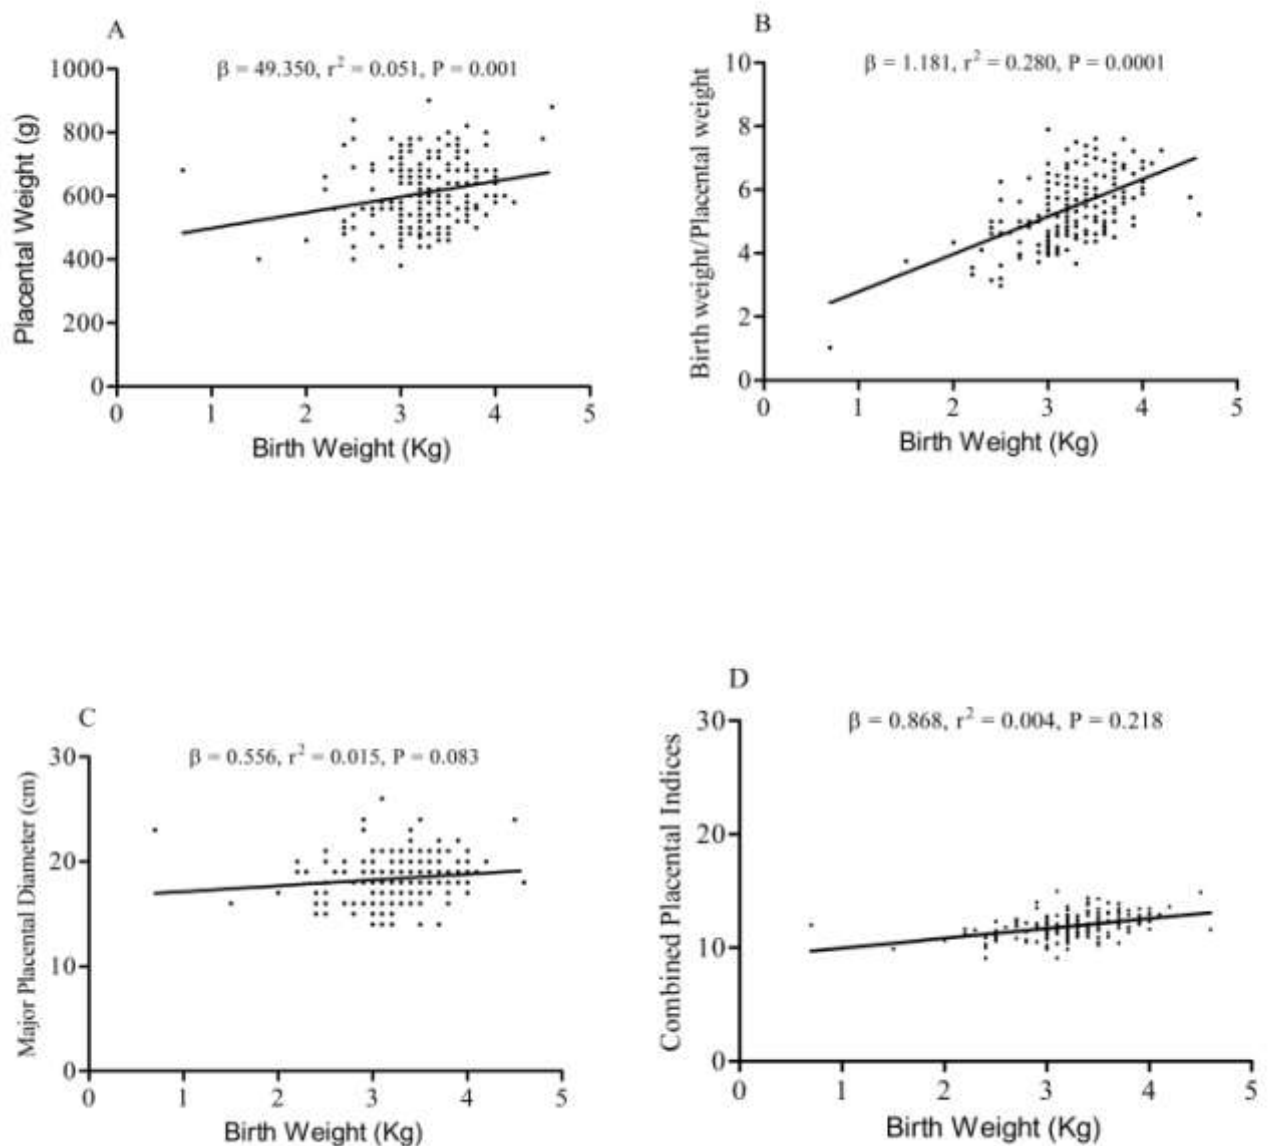 A
β = 49.350, r² = 0.051, P = 0.001
Placental Weight (g)
1000
800
600
400
200
0
0 1 2 3 4 5
Birth Weight (Kg)
B
β = 1.181, r² = 0.280, P = 0.0001
Birth weight/Placental weight
10
8
6
4
2
0
0 1 2 3 4 5
Birth Weight (Kg)
C
β = 0.556, r² = 0.015, P = 0.083
Major Placental Diameter (cm)
30
20
10
0
0 1 2 3 4 5
Birth Weight (Kg)
D
β = 0.868, r² = 0.004, P = 0.218
Combined Placental Indices
30
20
10
0
0 1 2 3 4 5
Birth Weight (Kg)